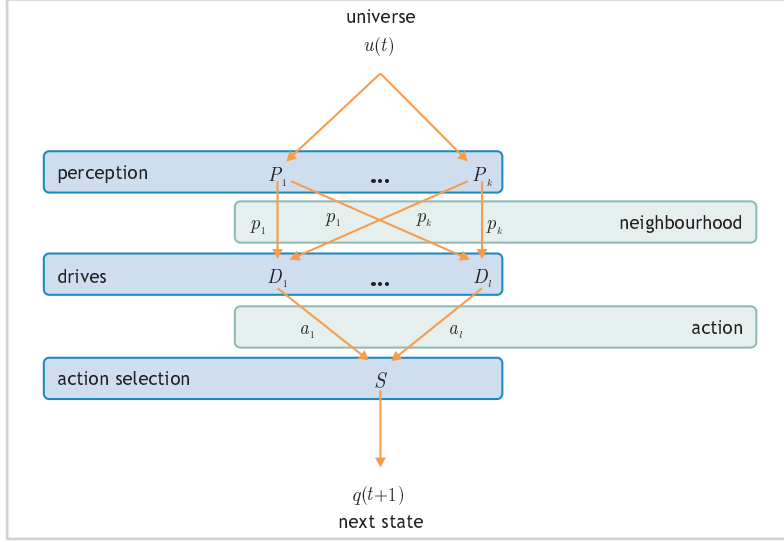 universe
u(t)
perception P₁ ... Pₖ
p₁ p₁ pₖ pₖ neighbourhood
drives D₁ ... Dₗ
a₁ aₗ action
action selection S
q(t+1)
next state